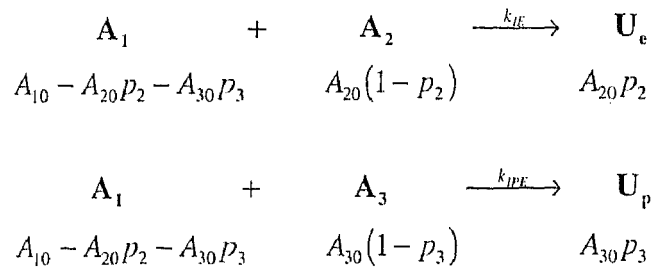 A₁ + A₂ —k_IE→ U_e
A₁₀ − A₂₀p₂ − A₃₀p₃ A₂₀(1 − p₂) A₂₀p₂
A₁ + A₃ —k_IPE→ U_p
A₁₀ − A₂₀p₂ − A₃₀p₃ A₃₀(1 − p₃) A₃₀p₃